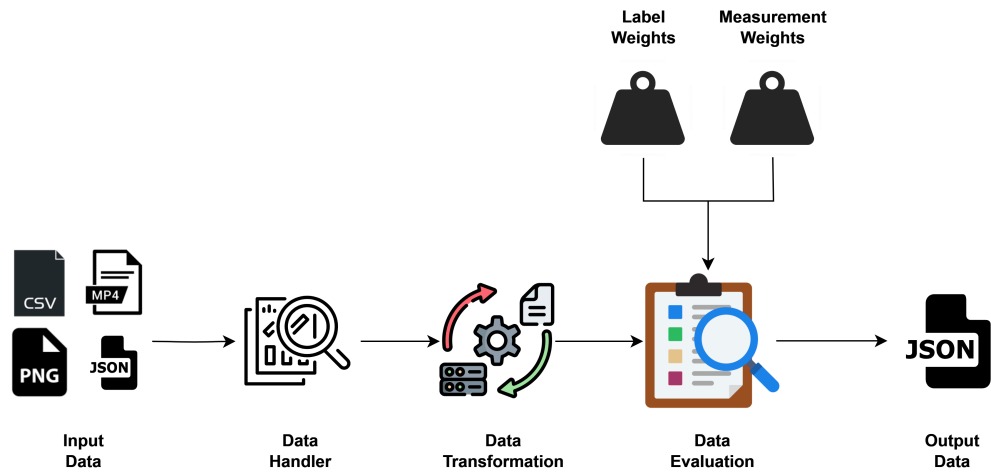 Label
Weights
Measurement
Weights
CSV
MP4
PNG
JSON
JSON
Input
Data
Data
Handler
Data
Transformation
Data
Evaluation
Output
Data